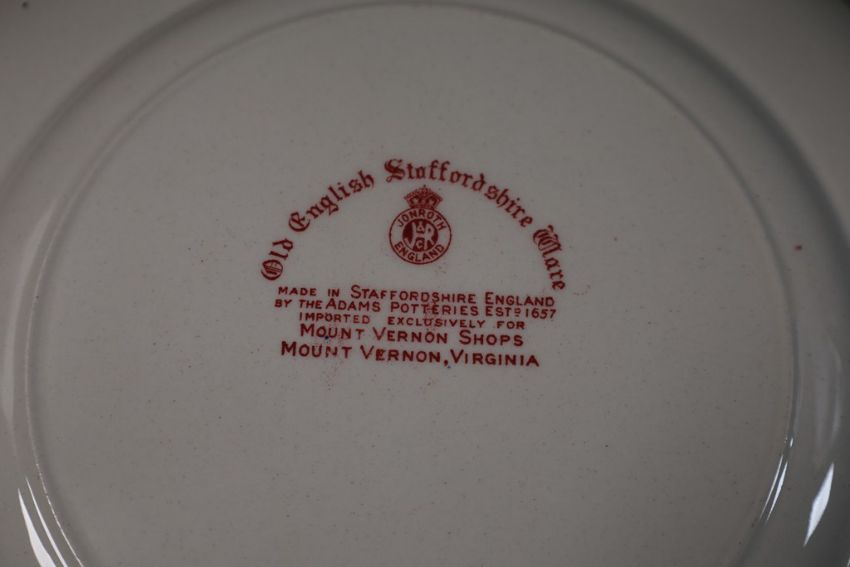 Old English Staffordshire Ware
JONROTH
J&R
ENGLAND
MADE IN STAFFORDSHIRE ENGLAND
BY THE ADAMS POTTERIES ESTD 1657
IMPORTED EXCLUSIVELY FOR
MOUNT VERNON SHOPS
MOUNT VERNON, VIRGINIA